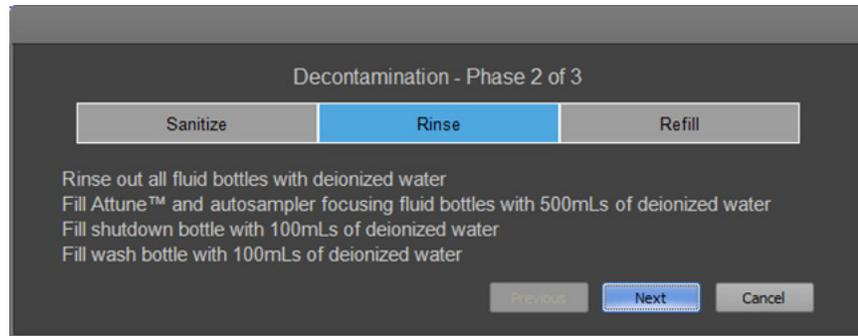 Decontamination - Phase 2 of 3
Sanitize Rinse Refill
Rinse out all fluid bottles with deionized water
Fill Attune™ and autosampler focusing fluid bottles with 500mLs of deionized water
Fill shutdown bottle with 100mLs of deionized water
Fill wash bottle with 100mLs of deionized water
Previous Next Cancel